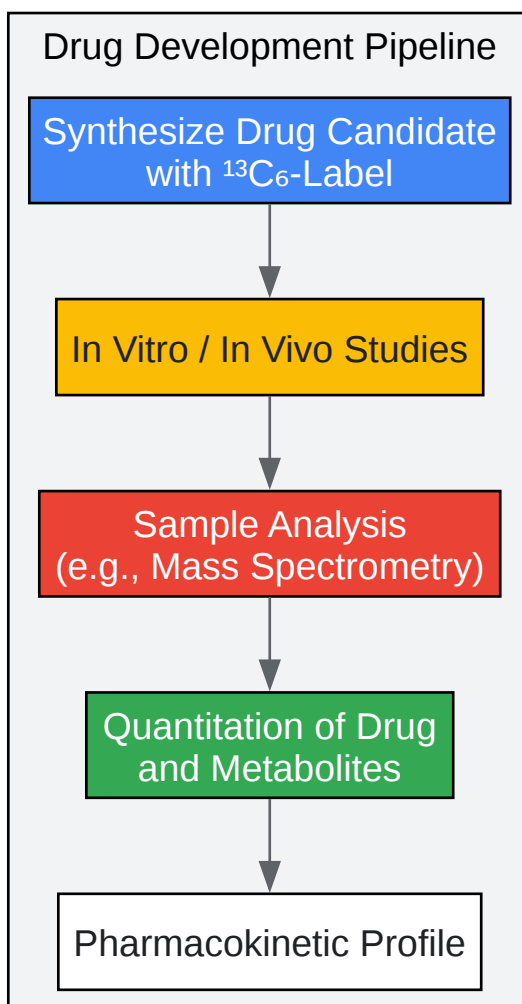 Drug Development Pipeline
Synthesize Drug Candidate
with ¹³C₆-Label
In Vitro / In Vivo Studies
Sample Analysis
(e.g., Mass Spectrometry)
Quantitation of Drug
and Metabolites
Pharmacokinetic Profile